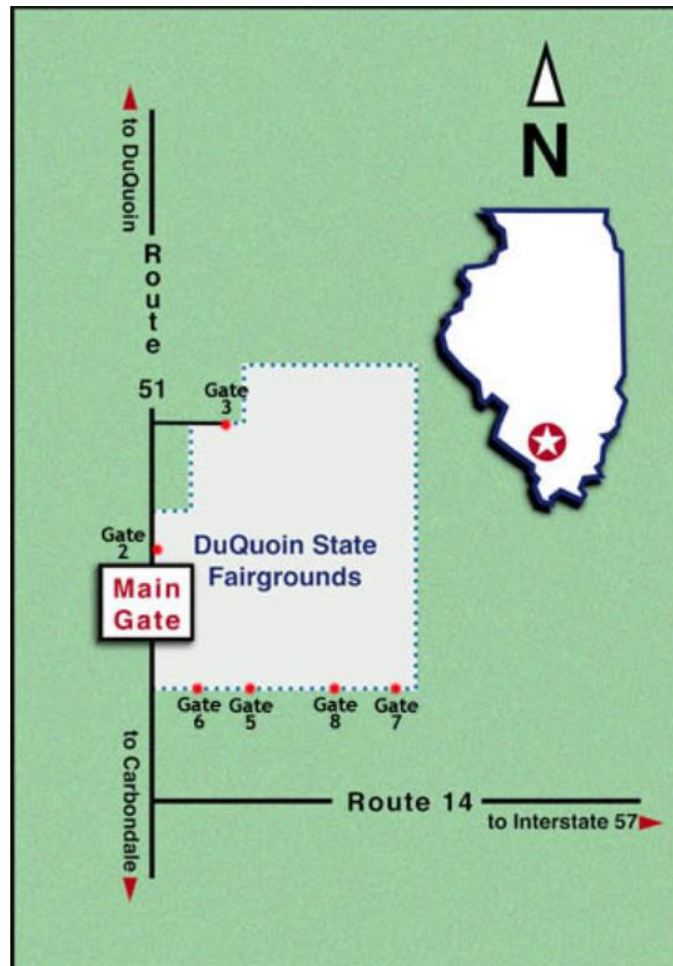 to DuQuoin
N
Route
51
Gate
3
Gate
2
DuQuoin State
Fairgrounds
Main
Gate
Gate
6
Gate
5
Gate
8
Gate
7
to Carbondale
Route 14
to Interstate 57